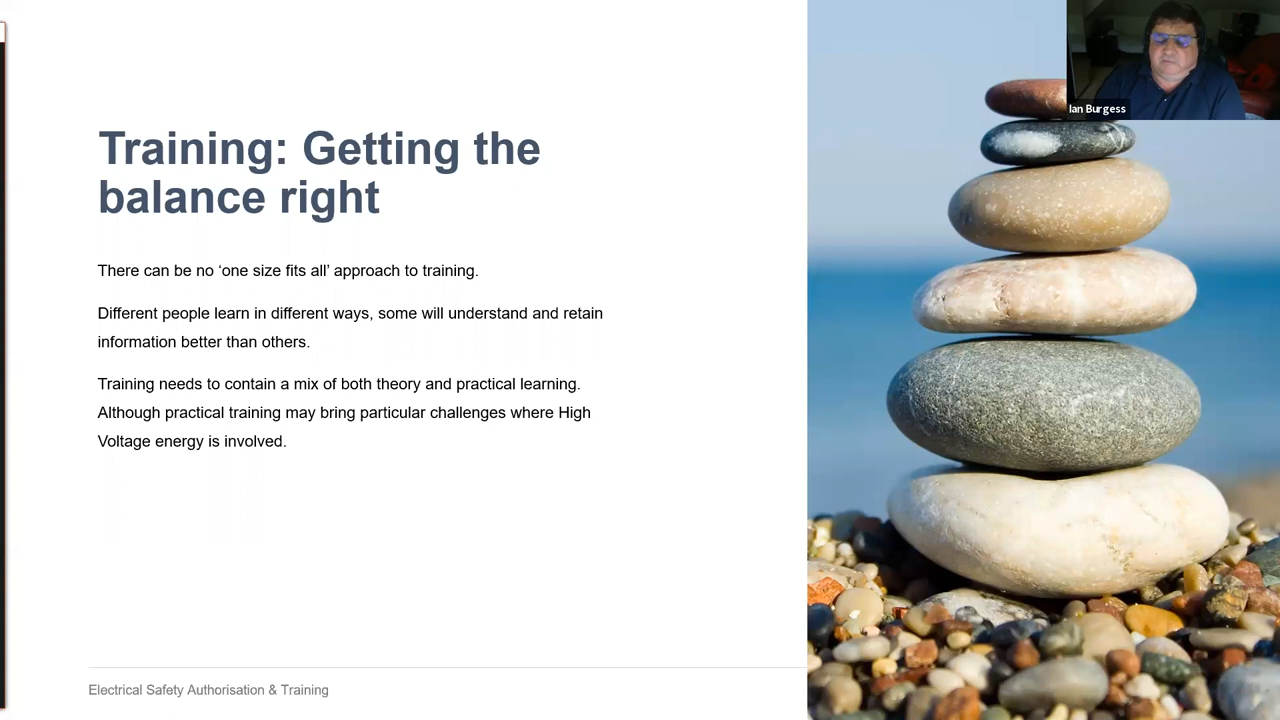 Ian Burgess
Training: Getting the
balance right
There can be no ‘one size fits all’ approach to training.
Different people learn in different ways, some will understand and retain
information better than others.
Training needs to contain a mix of both theory and practical learning.
Although practical training may bring particular challenges where High
Voltage energy is involved.
Electrical Safety Authorisation & Training